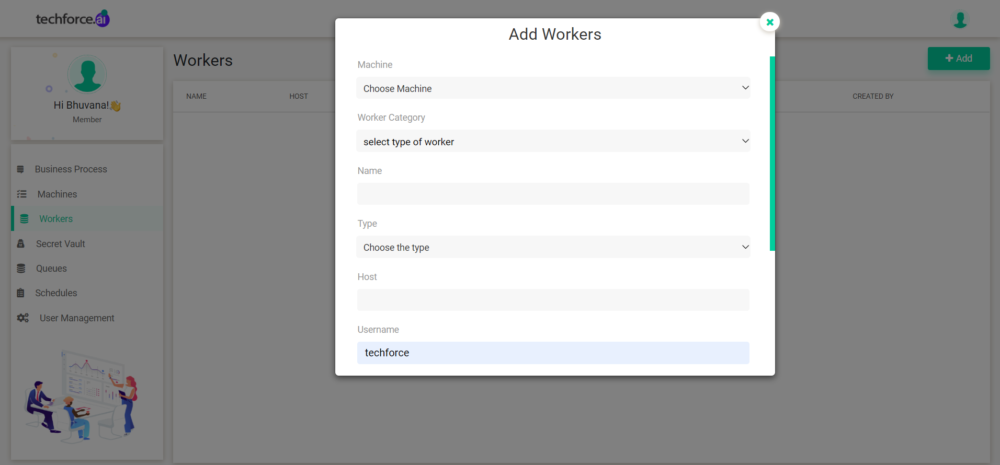 techforce.ai
Hi Bhuvana!👋
Member
Business Process
Machines
Workers
Secret Vault
Queues
Schedules
User Management
Workers
Add
NAME HOST CREATED BY
Add Workers
Machine
Choose Machine
Worker Category
select type of worker
Name
Type
Choose the type
Host
Username
techforce